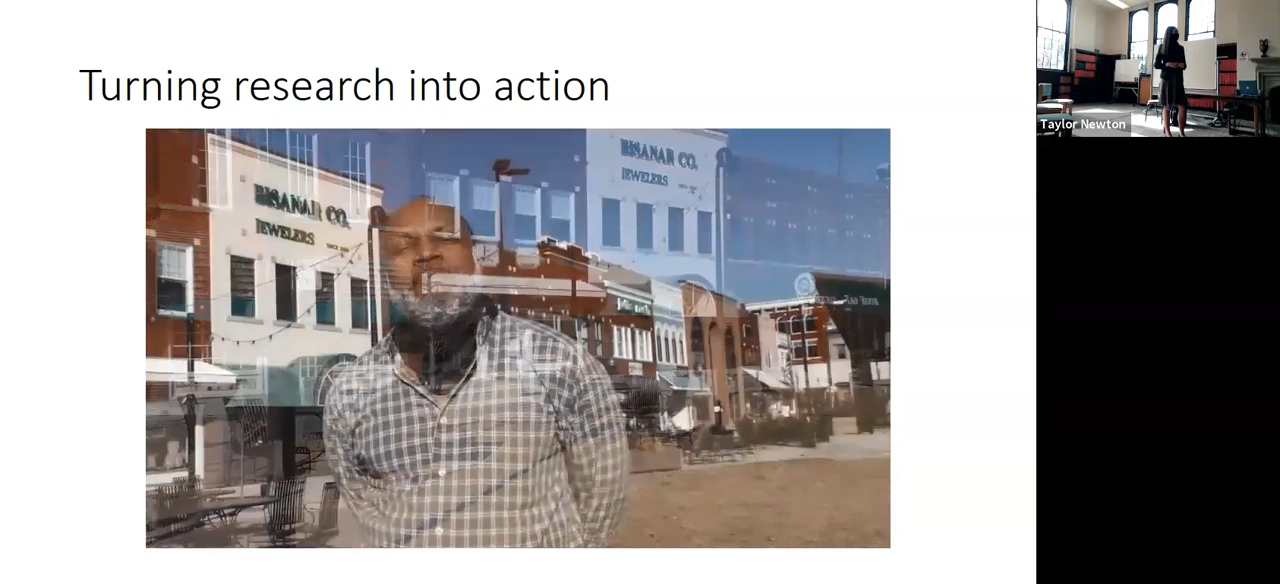 Turning research into action
Taylor Newton
BISANAR CO.
JEWELERS
BISANAR CO.
JEWELERS